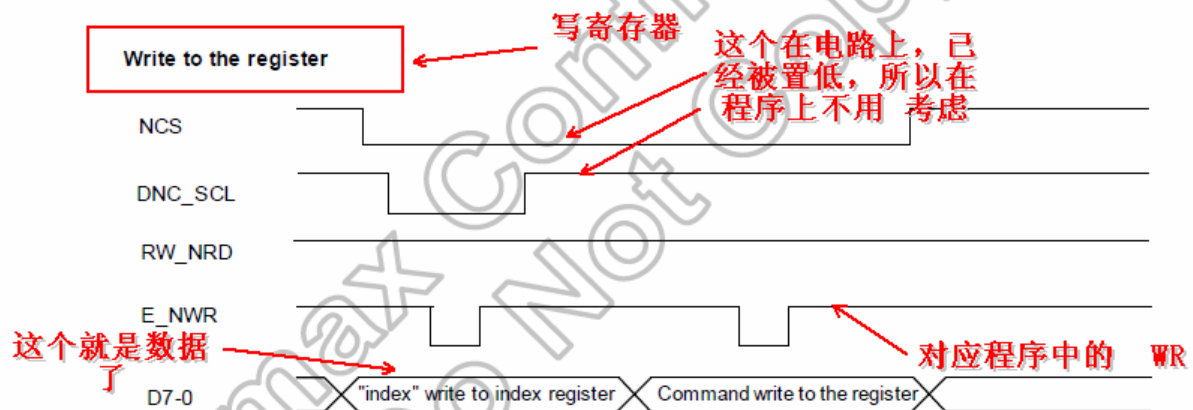 写寄存器
Write to the register
这个在电路上，已
经被置低，所以在
程序上不用 考虑
NCS
DNC_SCL
RW_NRD
E_NWR
这个就是数据
了
对应程序中的 WR
D7-0
"index" write to index register
Command write to the register